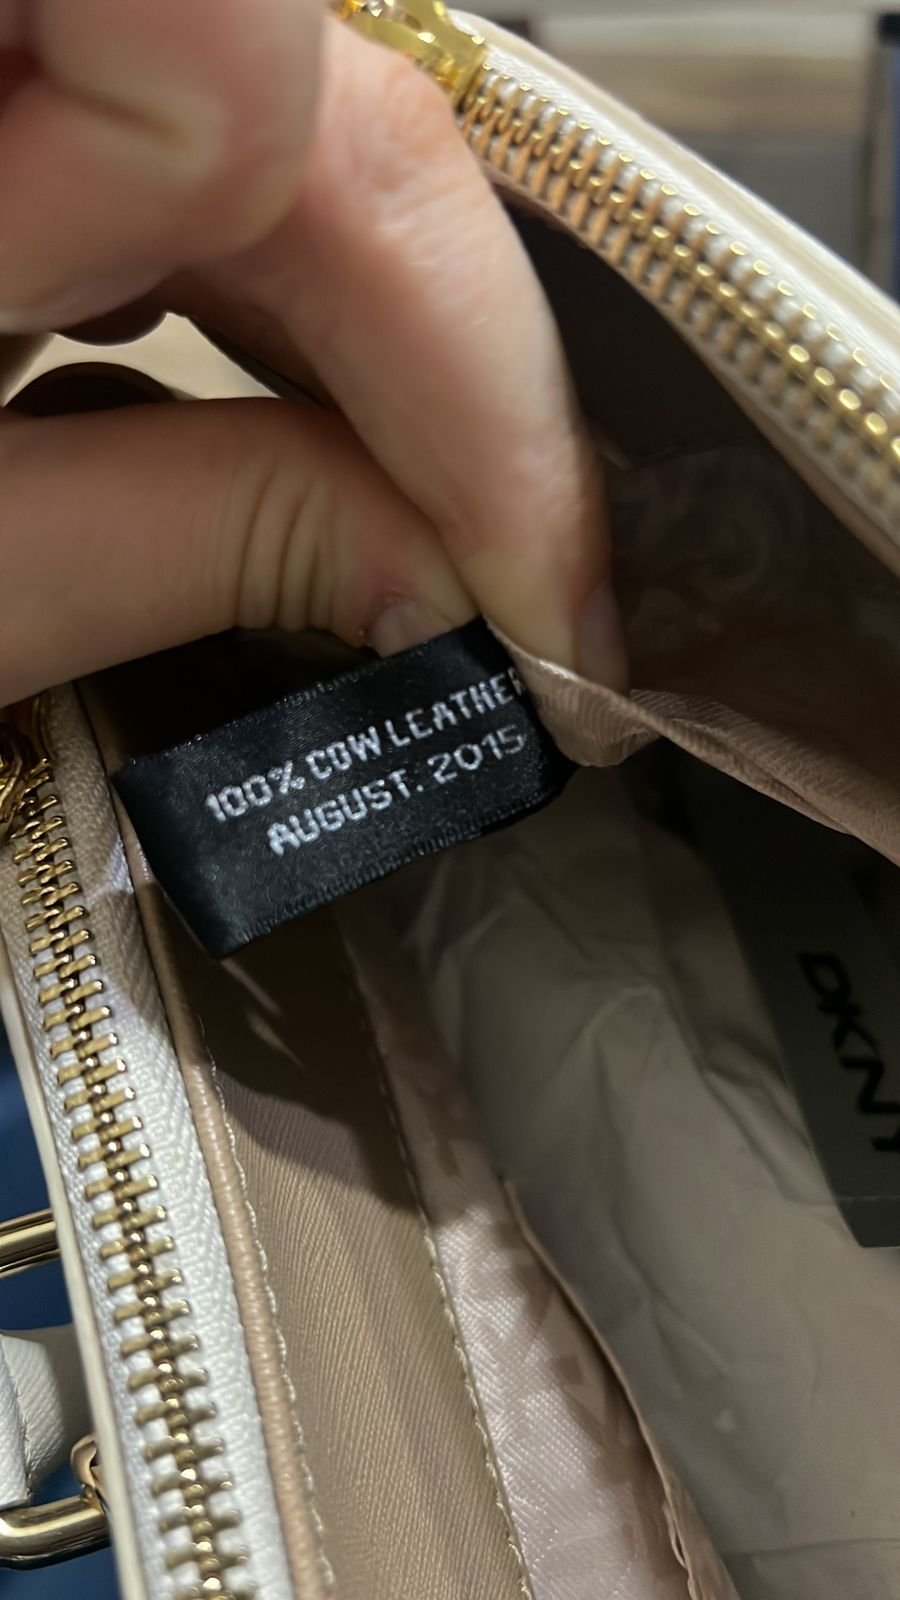 100% COW LEATHER
AUGUST. 2015
DKNY